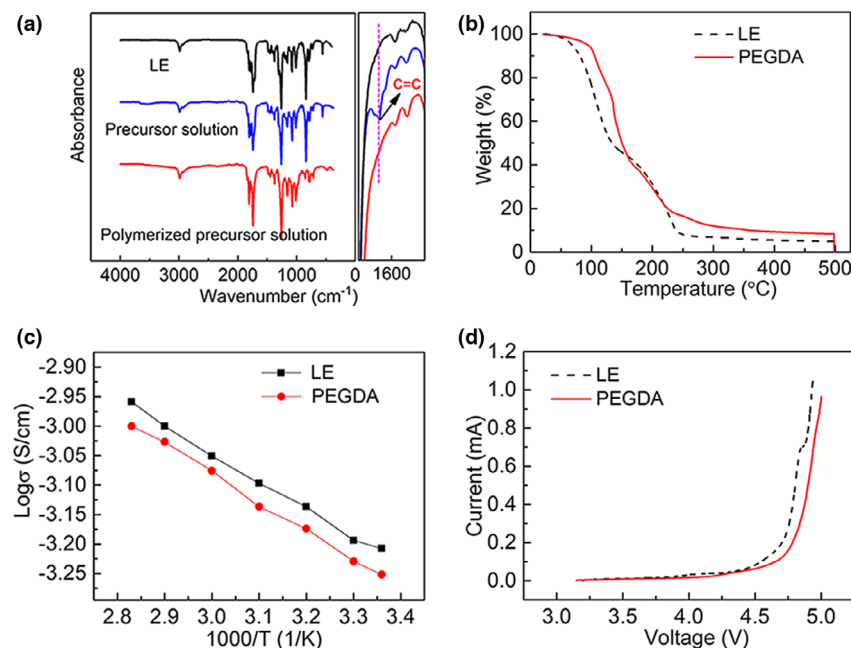 (a)
Absorbance
LE
Precursor solution
Polymerized precursor solution
C=C
4000 3000 2000 1000 0 1600
Wavenumber (cm⁻¹)
(b)
Weight (%)
100
80
60
40
20
0
LE
PEGDA
0 100 200 300 400 500
Temperature (°C)
(c)
Logσ (S/cm)
-2.90
-2.95
-3.00
-3.05
-3.10
-3.15
-3.20
-3.25
LE
PEGDA
2.8 2.9 3.0 3.1 3.2 3.3 3.4
1000/T (1/K)
(d)
Current (mA)
1.2
1.0
0.8
0.6
0.4
0.2
0.0
LE
PEGDA
3.0 3.5 4.0 4.5 5.0
Voltage (V)